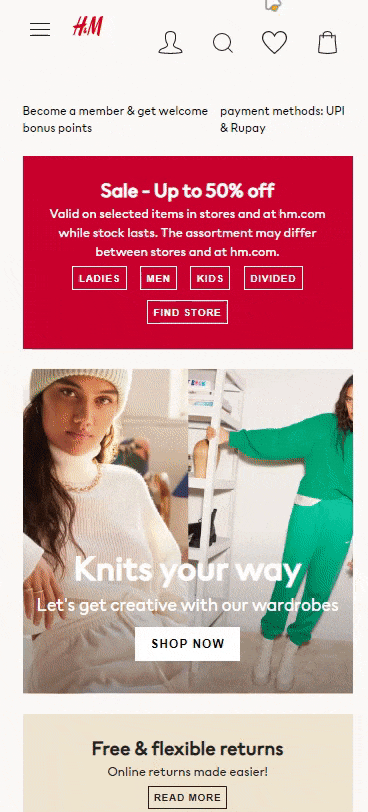 H&M
Become a member & get welcome
bonus points
payment methods: UPI
& Rupay
Sale - Up to 50% off
Valid on selected items in stores and at hm.com
while stock lasts. The assortment may differ
between stores and at hm.com.
LADIES MEN KIDS DIVIDED
FIND STORE
Knits your way
Let's get creative with our wardrobes
SHOP NOW
Free & flexible returns
Online returns made easier!
READ MORE